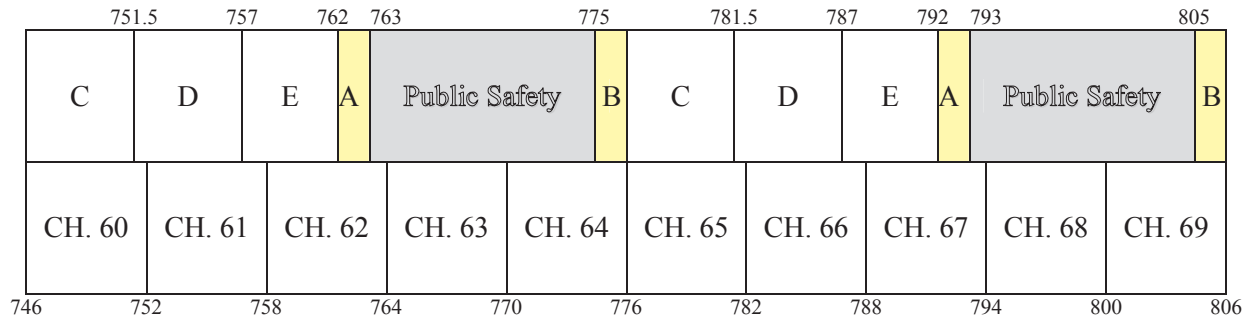 751.5 757 762 763 775 781.5 787 792 793 805
C D E A Public Safety B C D E A Public Safety B
CH. 60 CH. 61 CH. 62 CH. 63 CH. 64 CH. 65 CH. 66 CH. 67 CH. 68 CH. 69
746 752 758 764 770 776 782 788 794 800 806